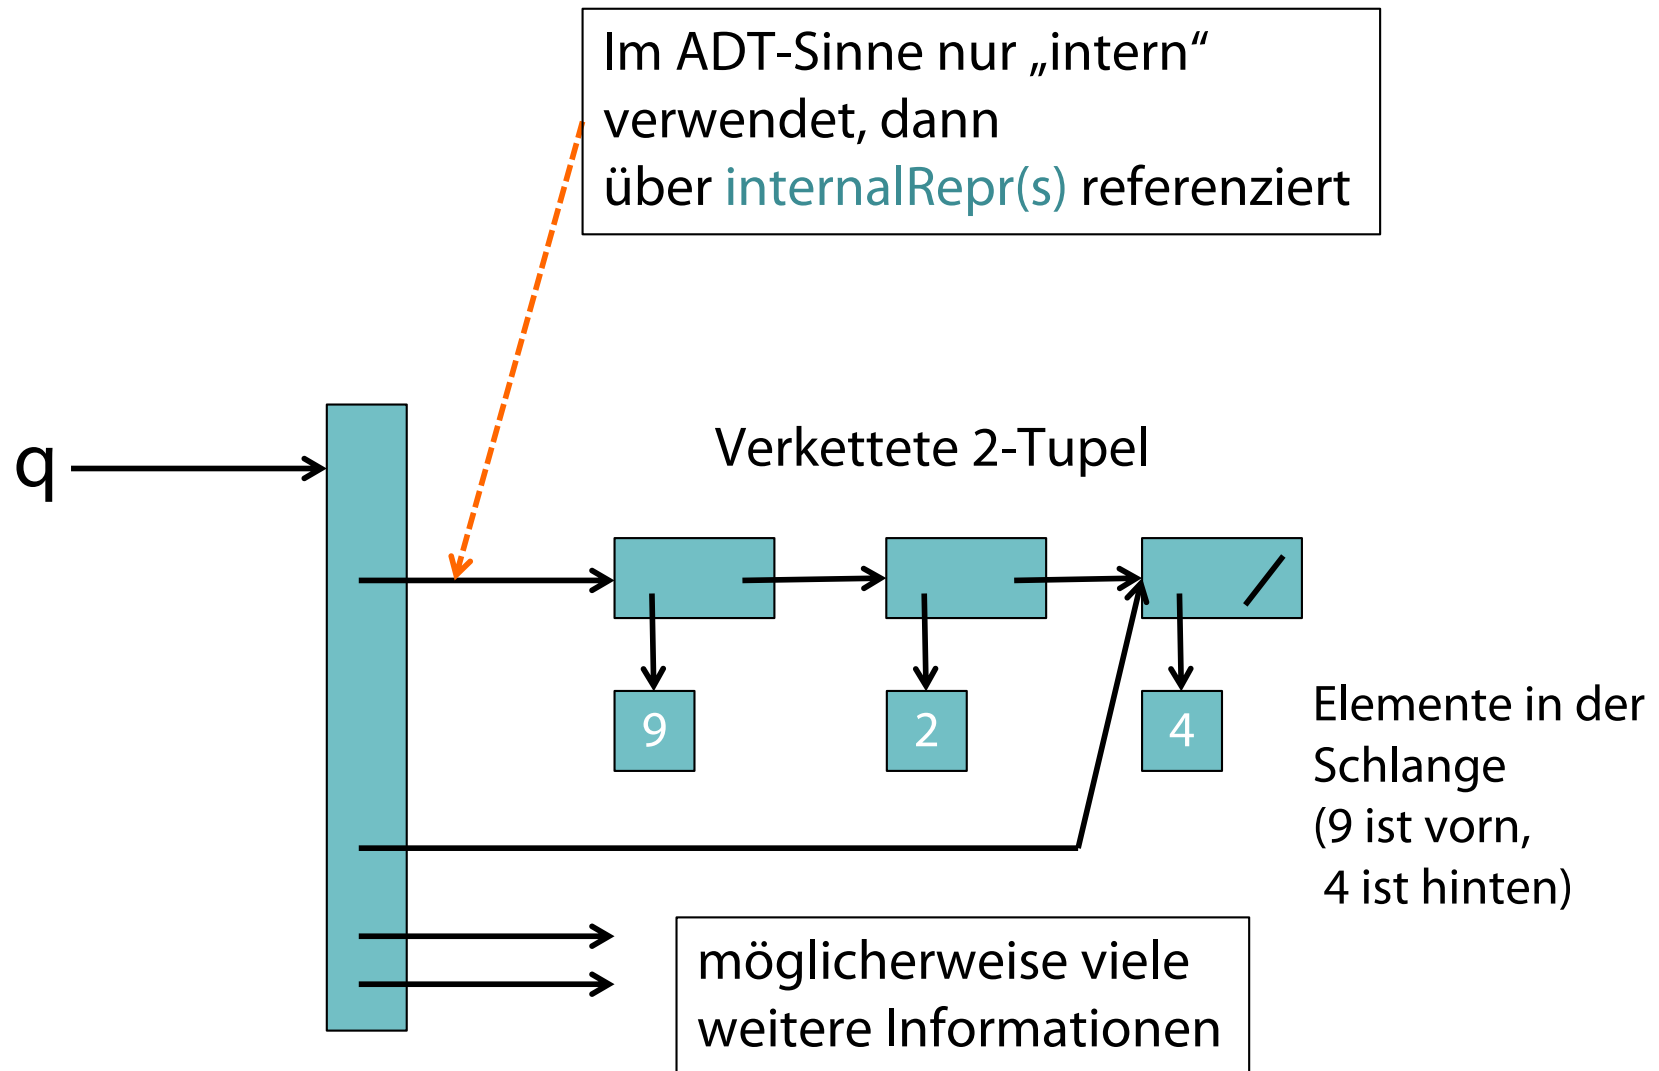 Im ADT-Sinne nur „intern“
verwendet, dann
über internalRepr(s) referenziert
q
Verkettete 2-Tupel
9
2
4
Elemente in der
Schlange
(9 ist vorn,
4 ist hinten)
möglicherweise viele
weitere Informationen